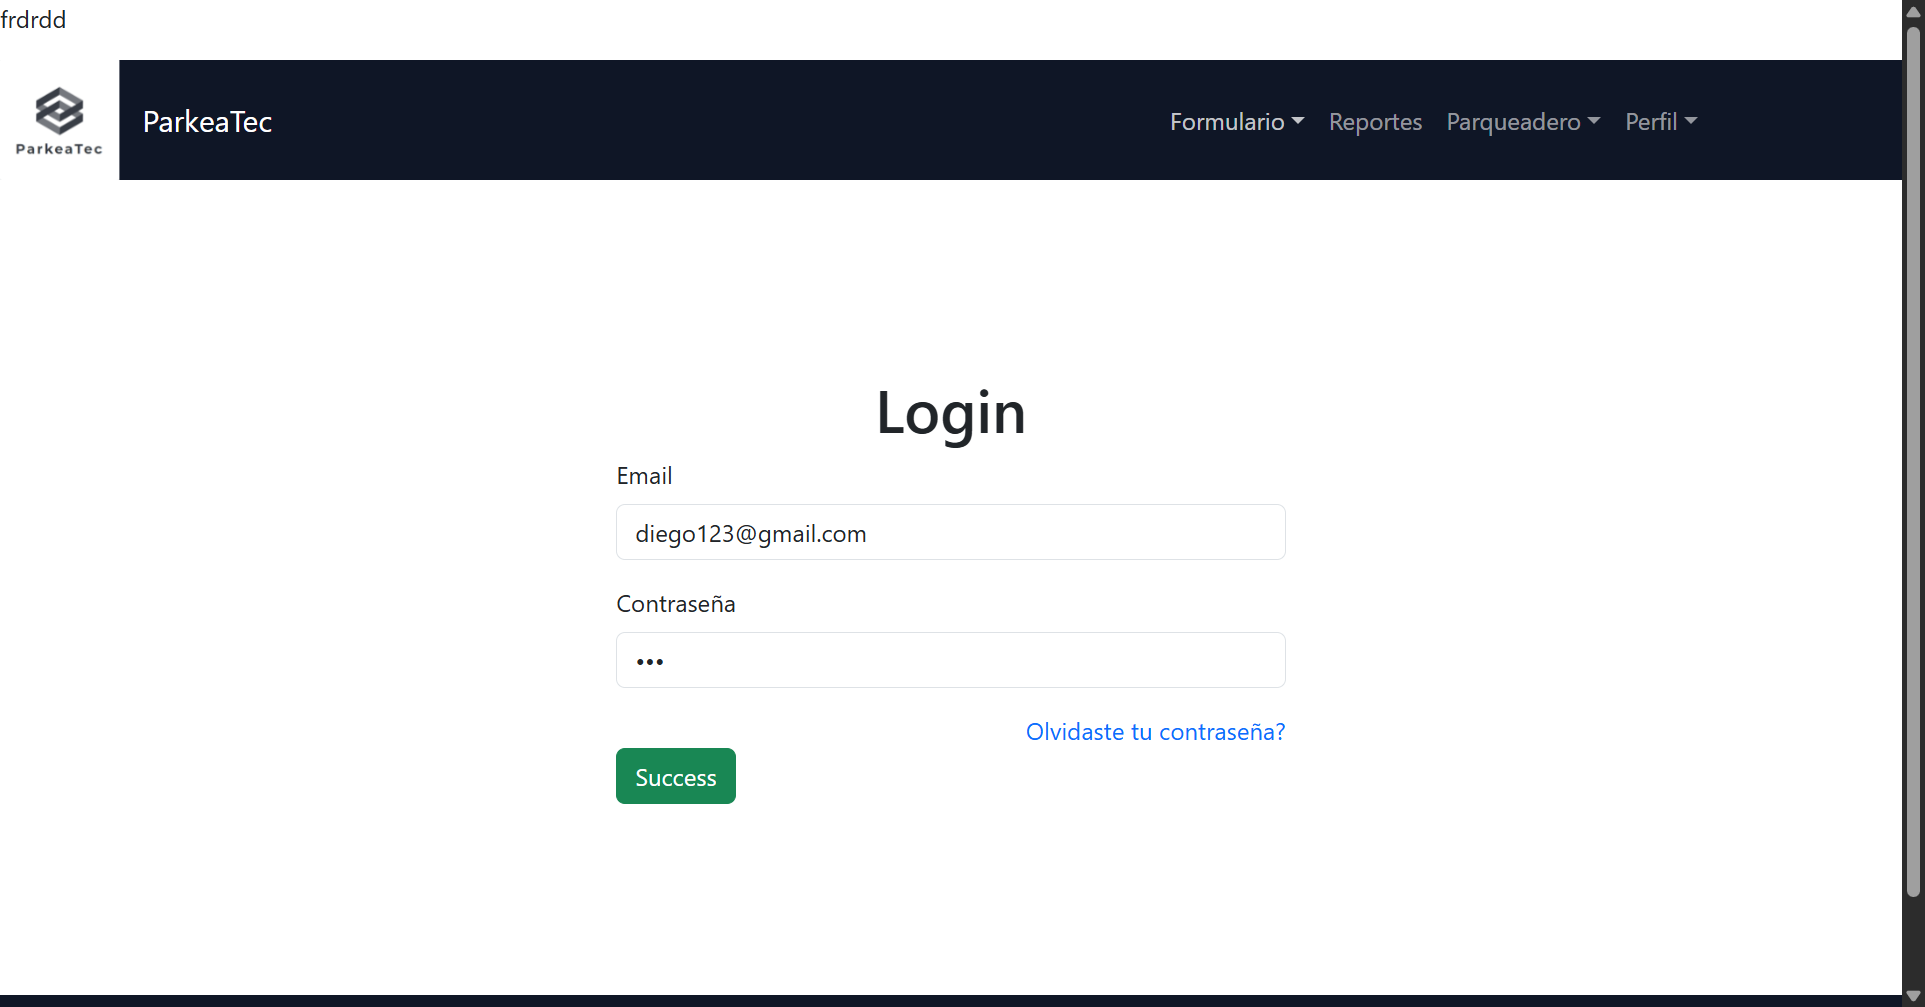 frdrdd
ParkeaTec
ParkeaTec
Formulario Reportes Parqueadero Perfil
Login
Email
diego123@gmail.com
Contraseña
•••
Olvidaste tu contraseña?
Success